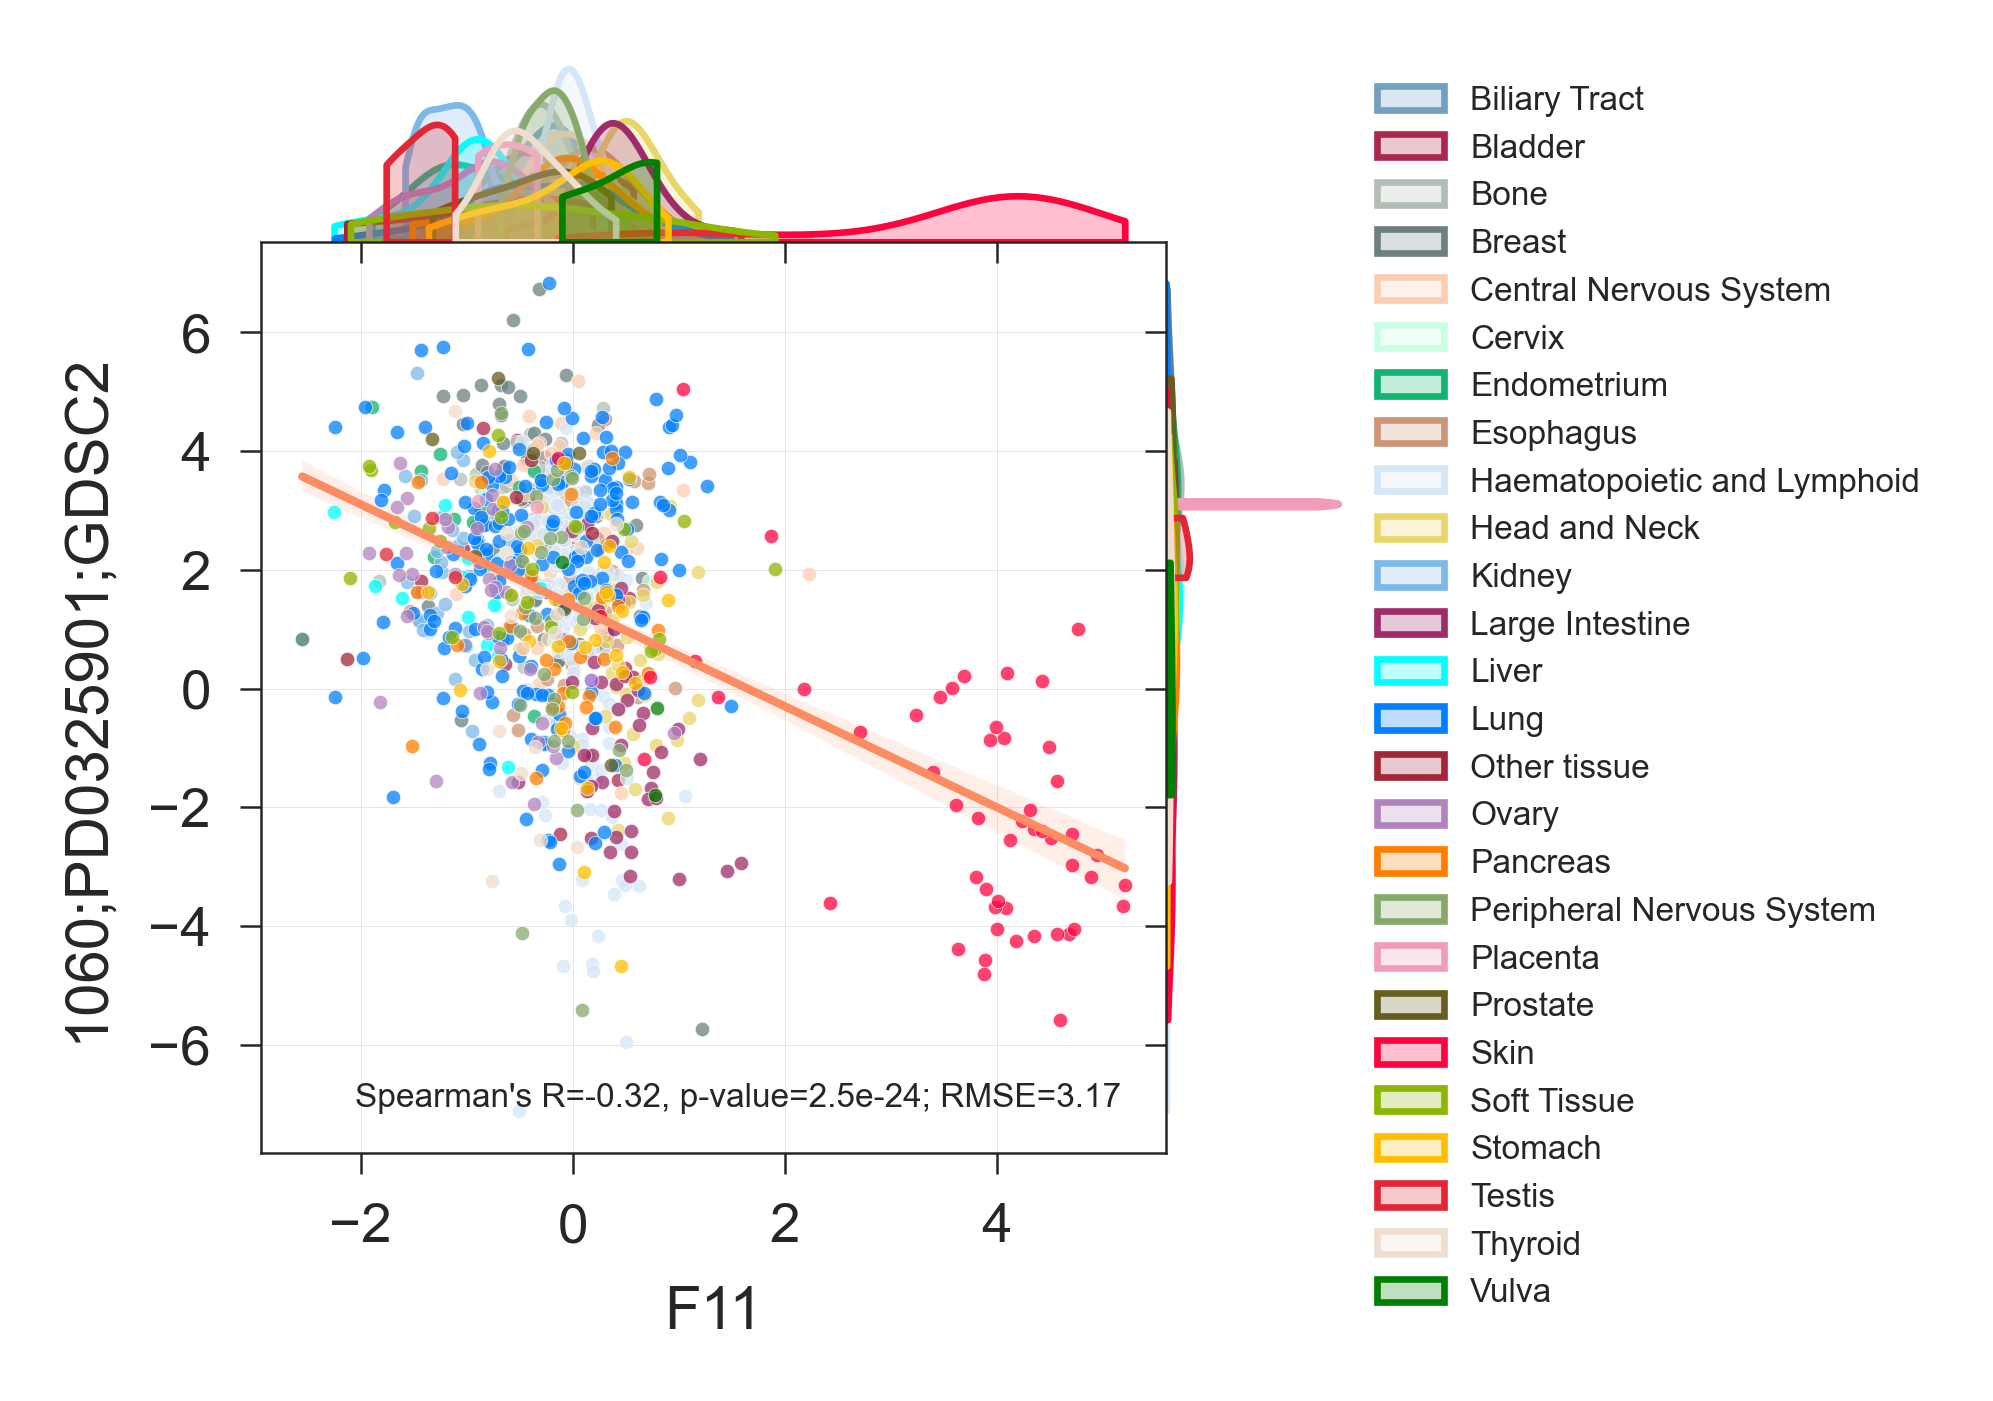 Biliary Tract
Bladder
Bone
Breast
Central Nervous System
Cervix
Endometrium
Esophagus
Haematopoietic and Lymphoid
Head and Neck
Kidney
Large Intestine
Liver
Lung
Other tissue
Ovary
Pancreas
Peripheral Nervous System
Placenta
Prostate
Skin
Soft Tissue
Stomach
Testis
Thyroid
Vulva
1060;PD0325901;GDSC2
6
4
2
0
−2
−4
−6
Spearman's R=-0.32, p-value=2.5e-24; RMSE=3.17
−2
0
2
4
F11